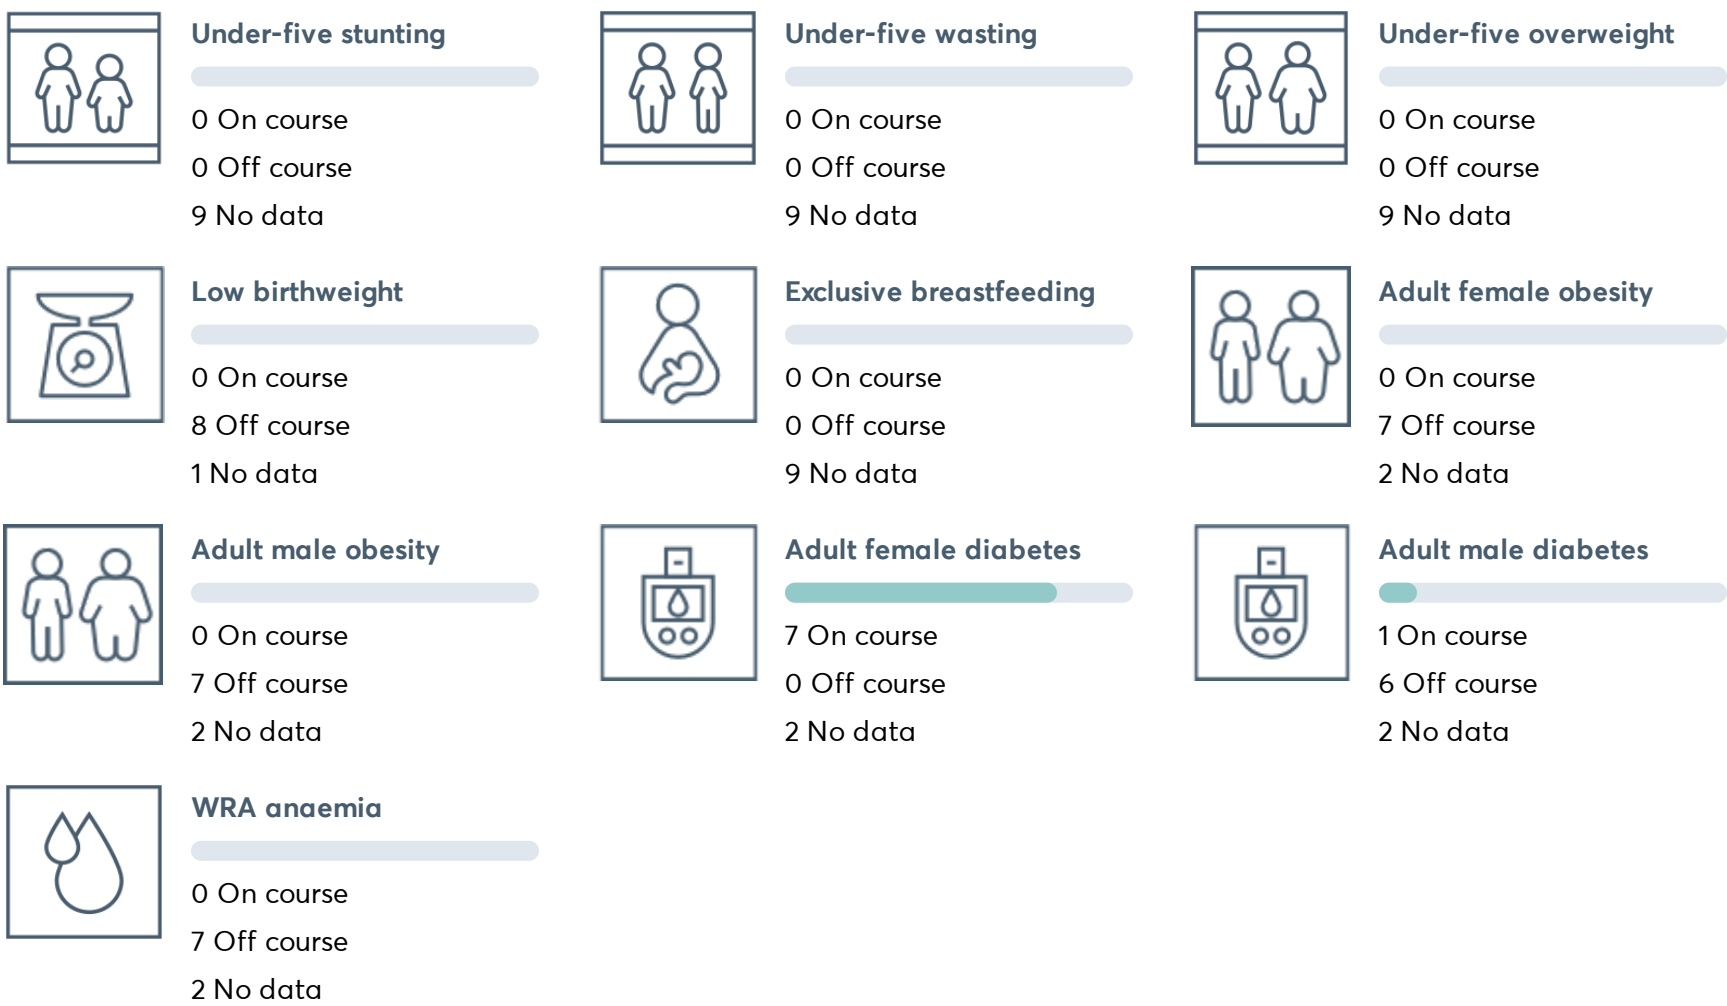 Under-five stunting
0 On course
0 Off course
9 No data
Under-five wasting
0 On course
0 Off course
9 No data
Under-five overweight
0 On course
0 Off course
9 No data
Low birthweight
0 On course
8 Off course
1 No data
Exclusive breastfeeding
0 On course
0 Off course
9 No data
Adult female obesity
0 On course
7 Off course
2 No data
Adult male obesity
0 On course
7 Off course
2 No data
Adult female diabetes
7 On course
0 Off course
2 No data
Adult male diabetes
1 On course
6 Off course
2 No data
WRA anaemia
0 On course
7 Off course
2 No data